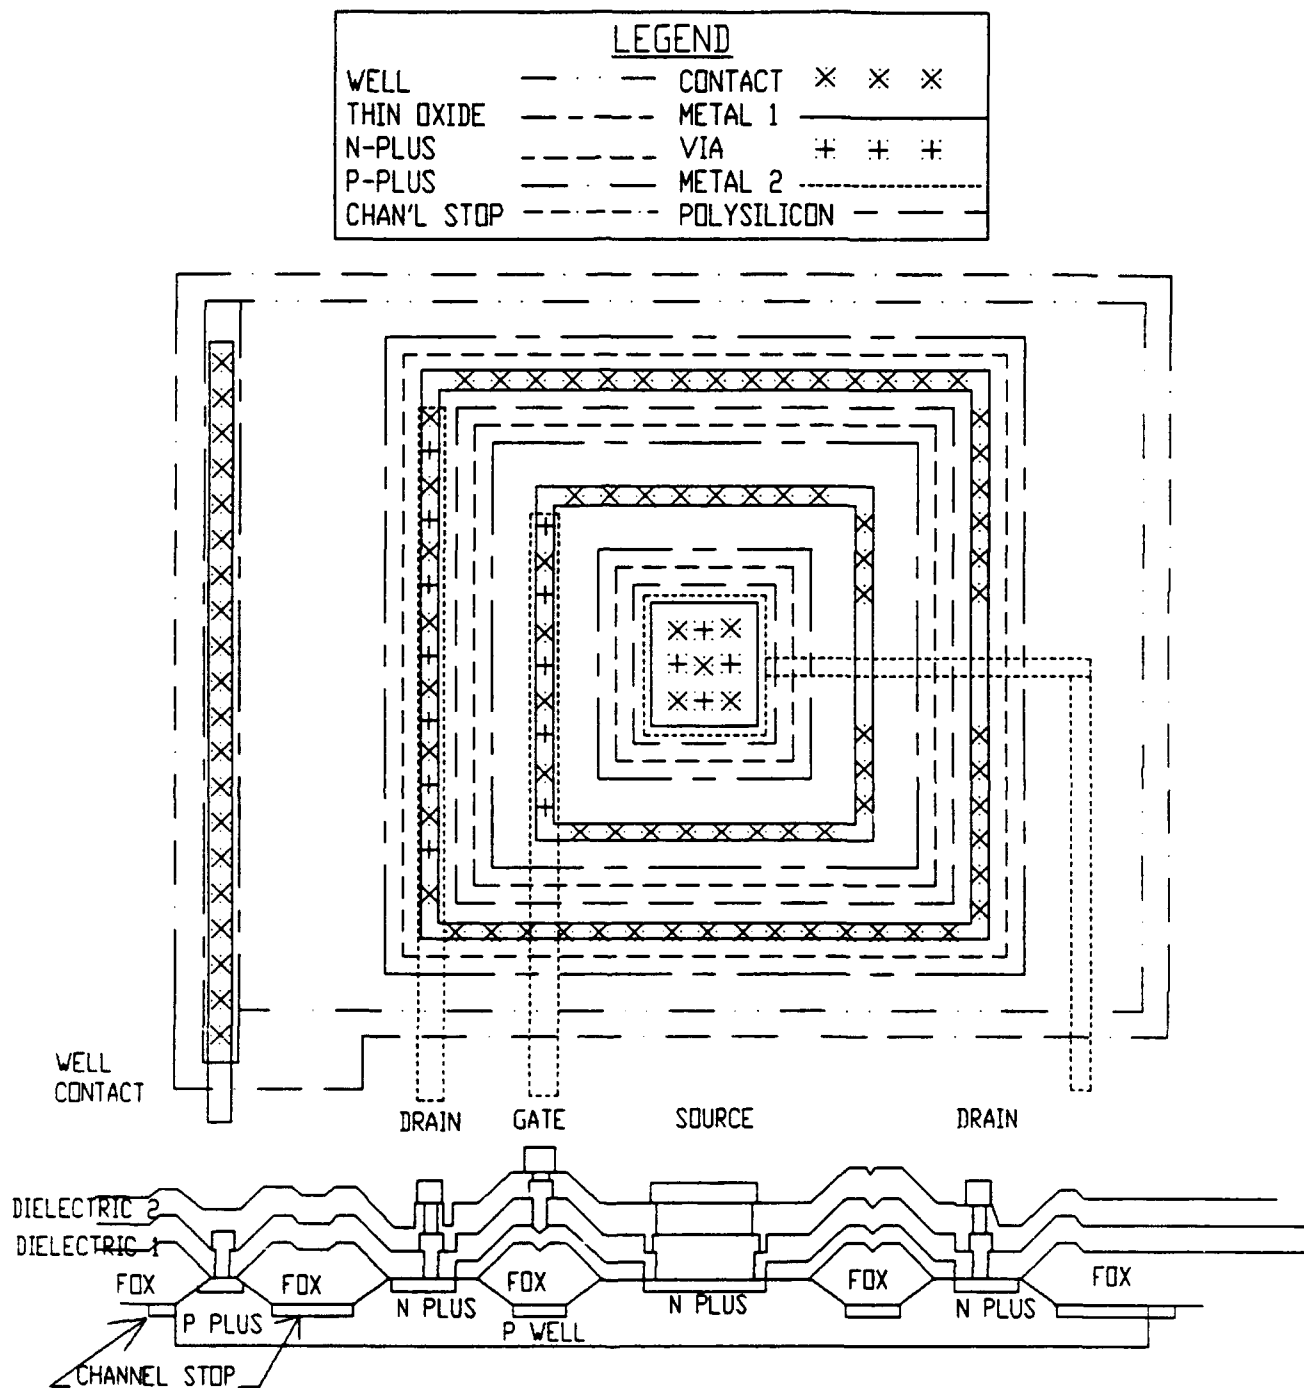 LEGEND
WELL CONTACT
THIN OXIDE METAL 1
N-PLUS VIA
P-PLUS METAL 2
CHAN'L STOP POLYSILICON
WELL
CONTACT
DRAIN GATE SOURCE DRAIN
DIELECTRIC 2
DIELECTRIC 1
FOX FOX FOX FOX FOX
N PLUS N PLUS N PLUS
P PLUS P WELL
CHANNEL STOP